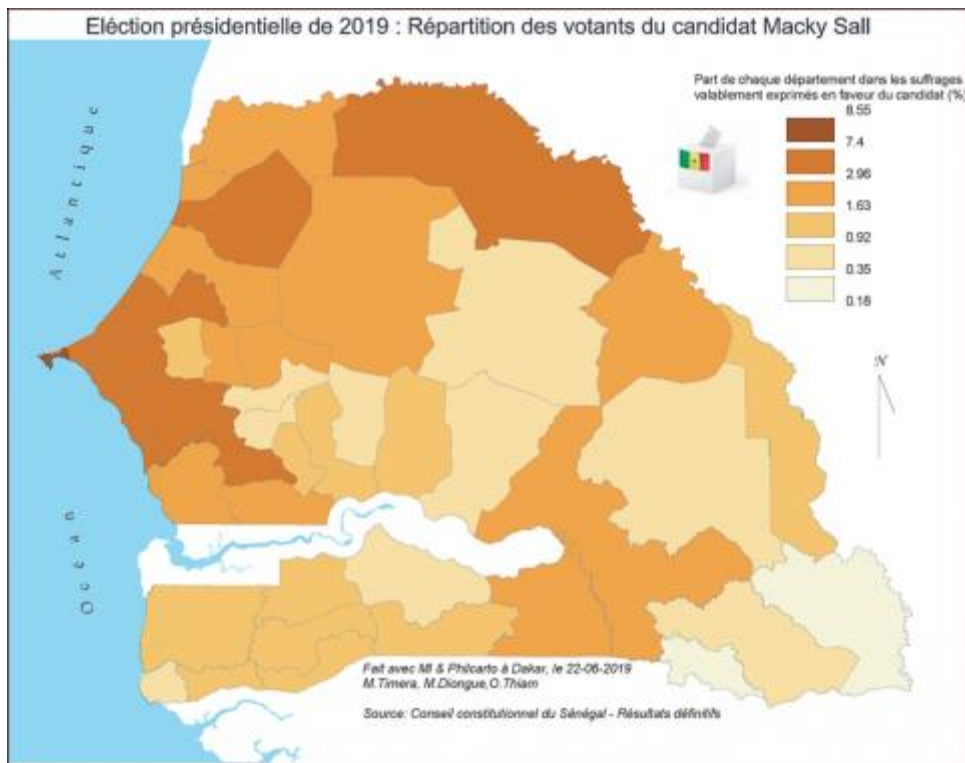 Eléction présidentielle de 2019 : Répartition des votants du candidat Macky Sall
Part de chaque département dans les suffrages
valablement exprimés en faveur du candidat (%)
8.55
7.4
2.96
1.63
0.92
0.35
0.18
Atlantique
Océan
N
Fait avec MI & Philcarto à Dakar, le 22-06-2019
M.Timera, M.Diongue,O.Thiam
Source: Conseil constitutionnel du Sénégal - Résultats définitifs